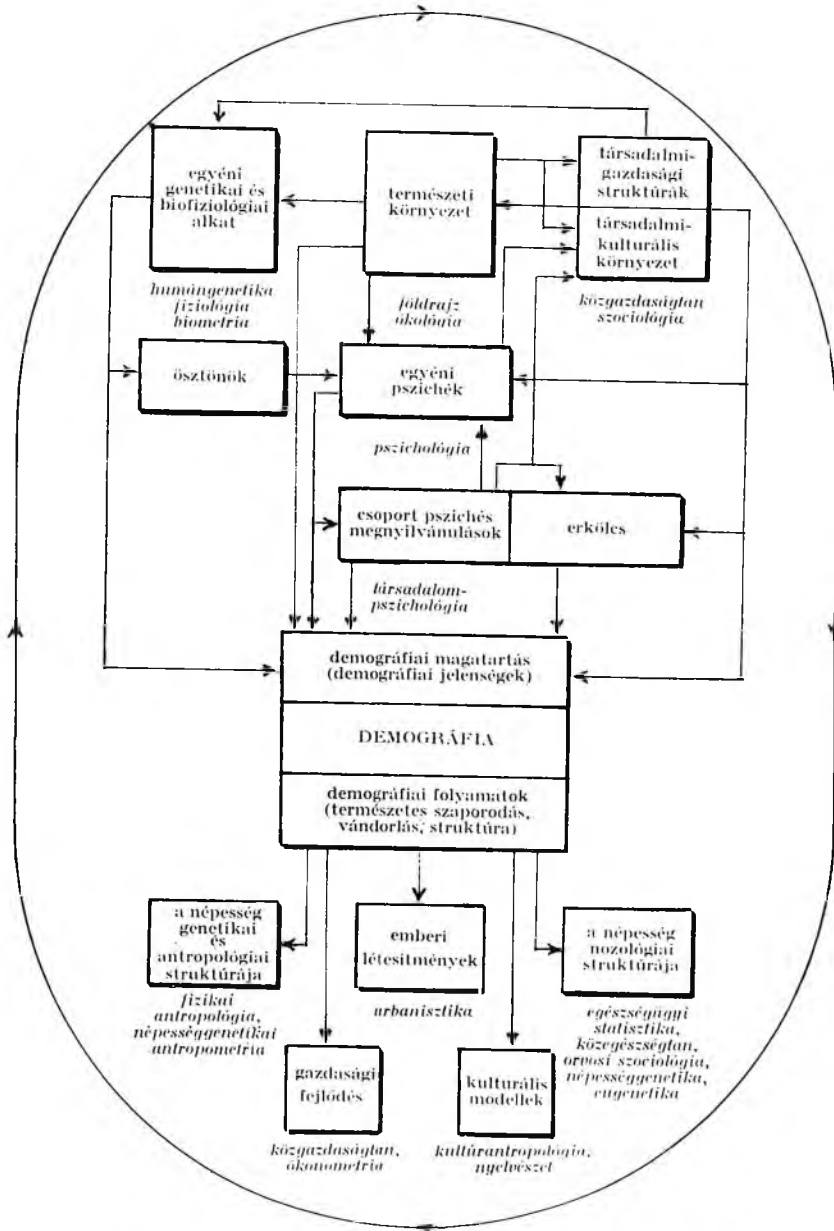 egyéni
genetikai és
biofiziológiai
alkat
humángenetika
fiziológia
biometria
természeti
környezet
földrajz
ökológia
társadalmi-
gazdasági
struktúrák
társadalmi-
kulturális
környezet
közgazdaságtan
szociológia
ösztönök
egyéni
pszichék
pszichológia
csoport pszichés
megnyilvánulások
erkölcs
társadalom-
pszichológia
demográfiai magatartás
(demográfiai jelenségek)
DEMOGRÁFIA
demográfiai folyamatok
(természetes szaporodás,
vándorlás, struktúra)
a népesség
genetikai
és
antropológiai
struktúrája
fizikai
antropológia,
népességgenetikai
antropometria
emberi
létesítmények
urbanisztika
a népesség
nozológiai
struktúrája
egészségügyi
statisztika,
közegészségtan,
orvosi szociológia,
népességgenetika,
eugenetika
gazdasági
fejlődés
közgazdaságtan,
ökonometria
kulturális
modellek
kultúrantropológia,
nyelvészet